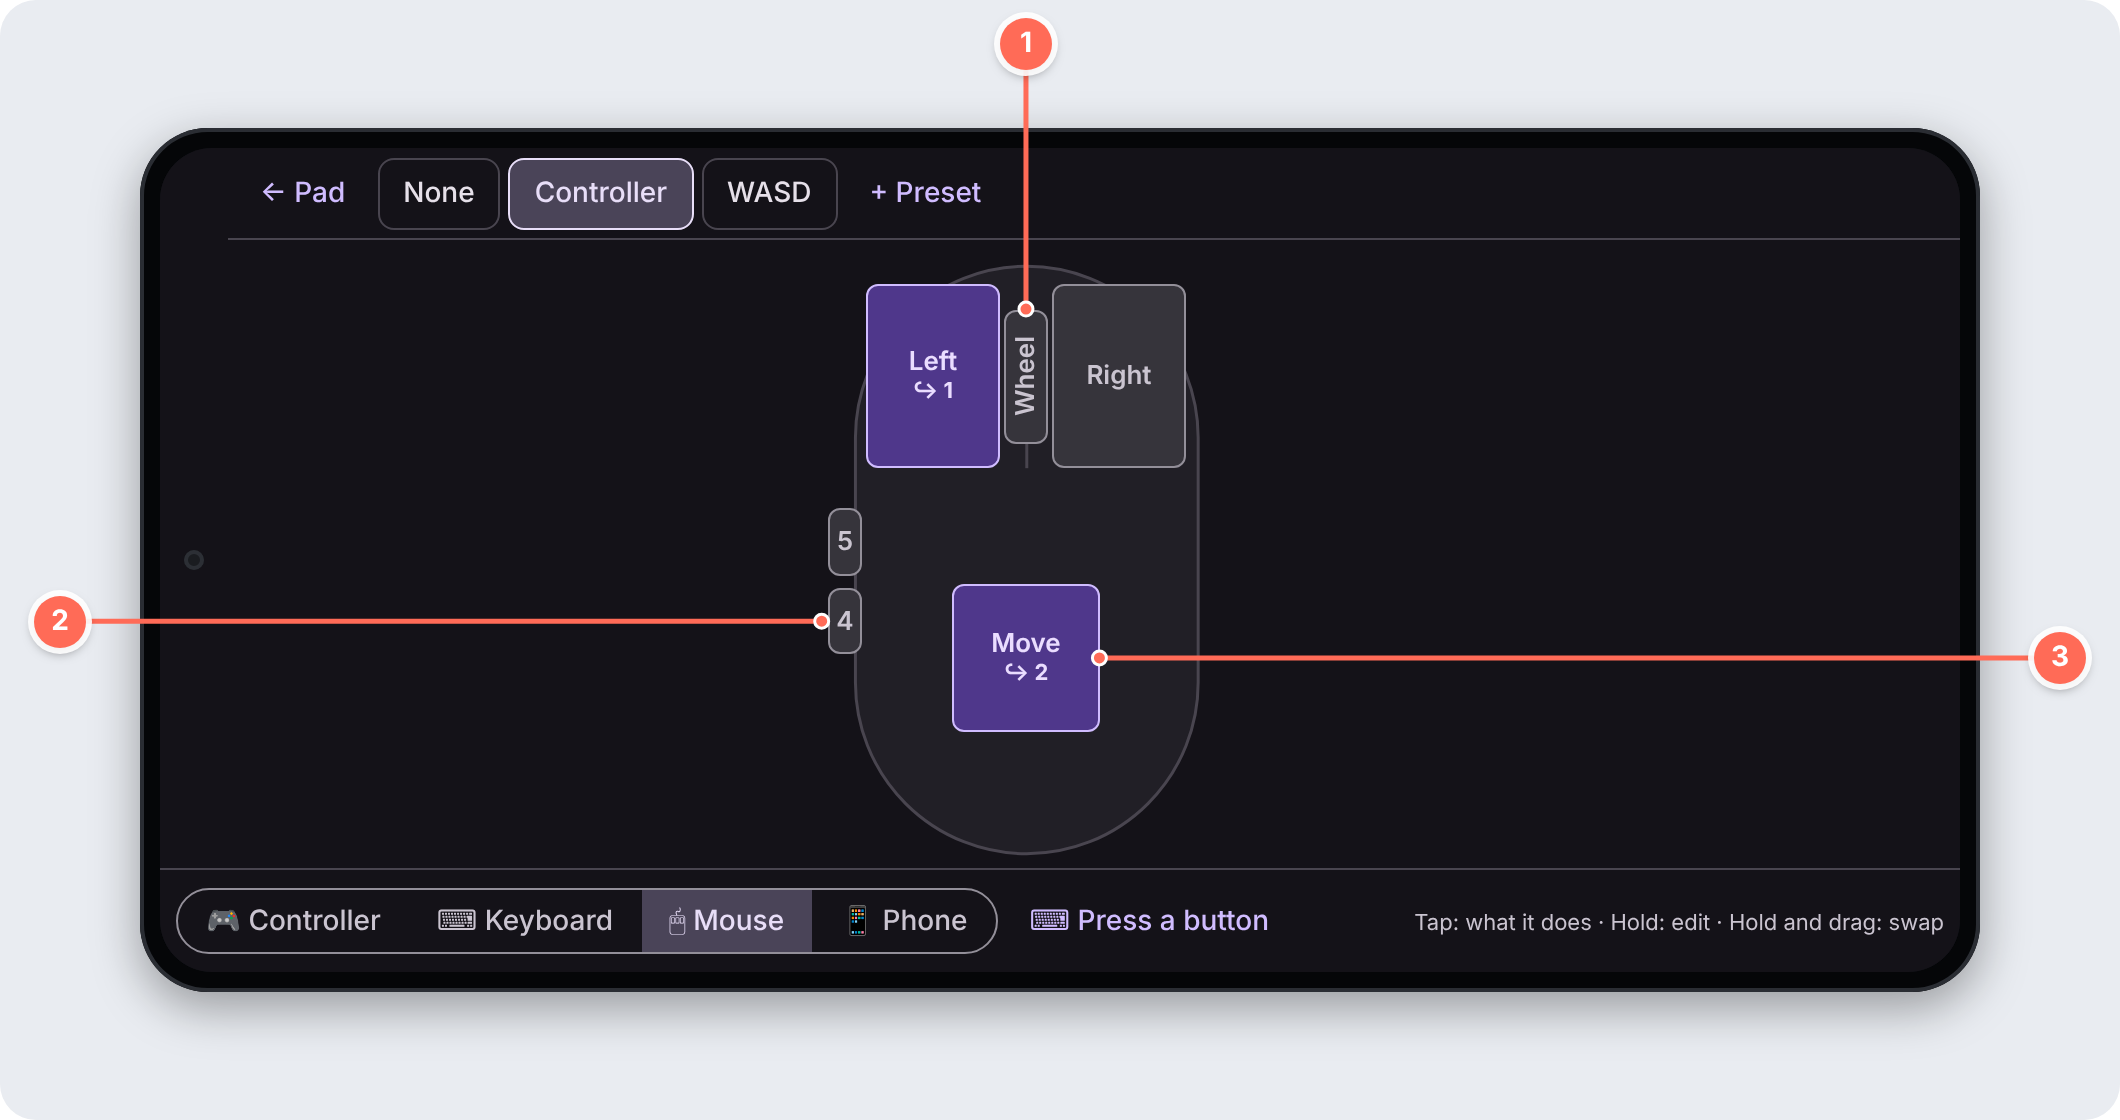 1
← Pad None Controller WASD + Preset
Left
↪ 1
Wheel
Right
5
4
2
Move
↪ 2
3
🎮 Controller ⌨ Keyboard 🖱 Mouse 📱 Phone ⌨ Press a button Tap: what it does · Hold: edit · Hold and drag: swap